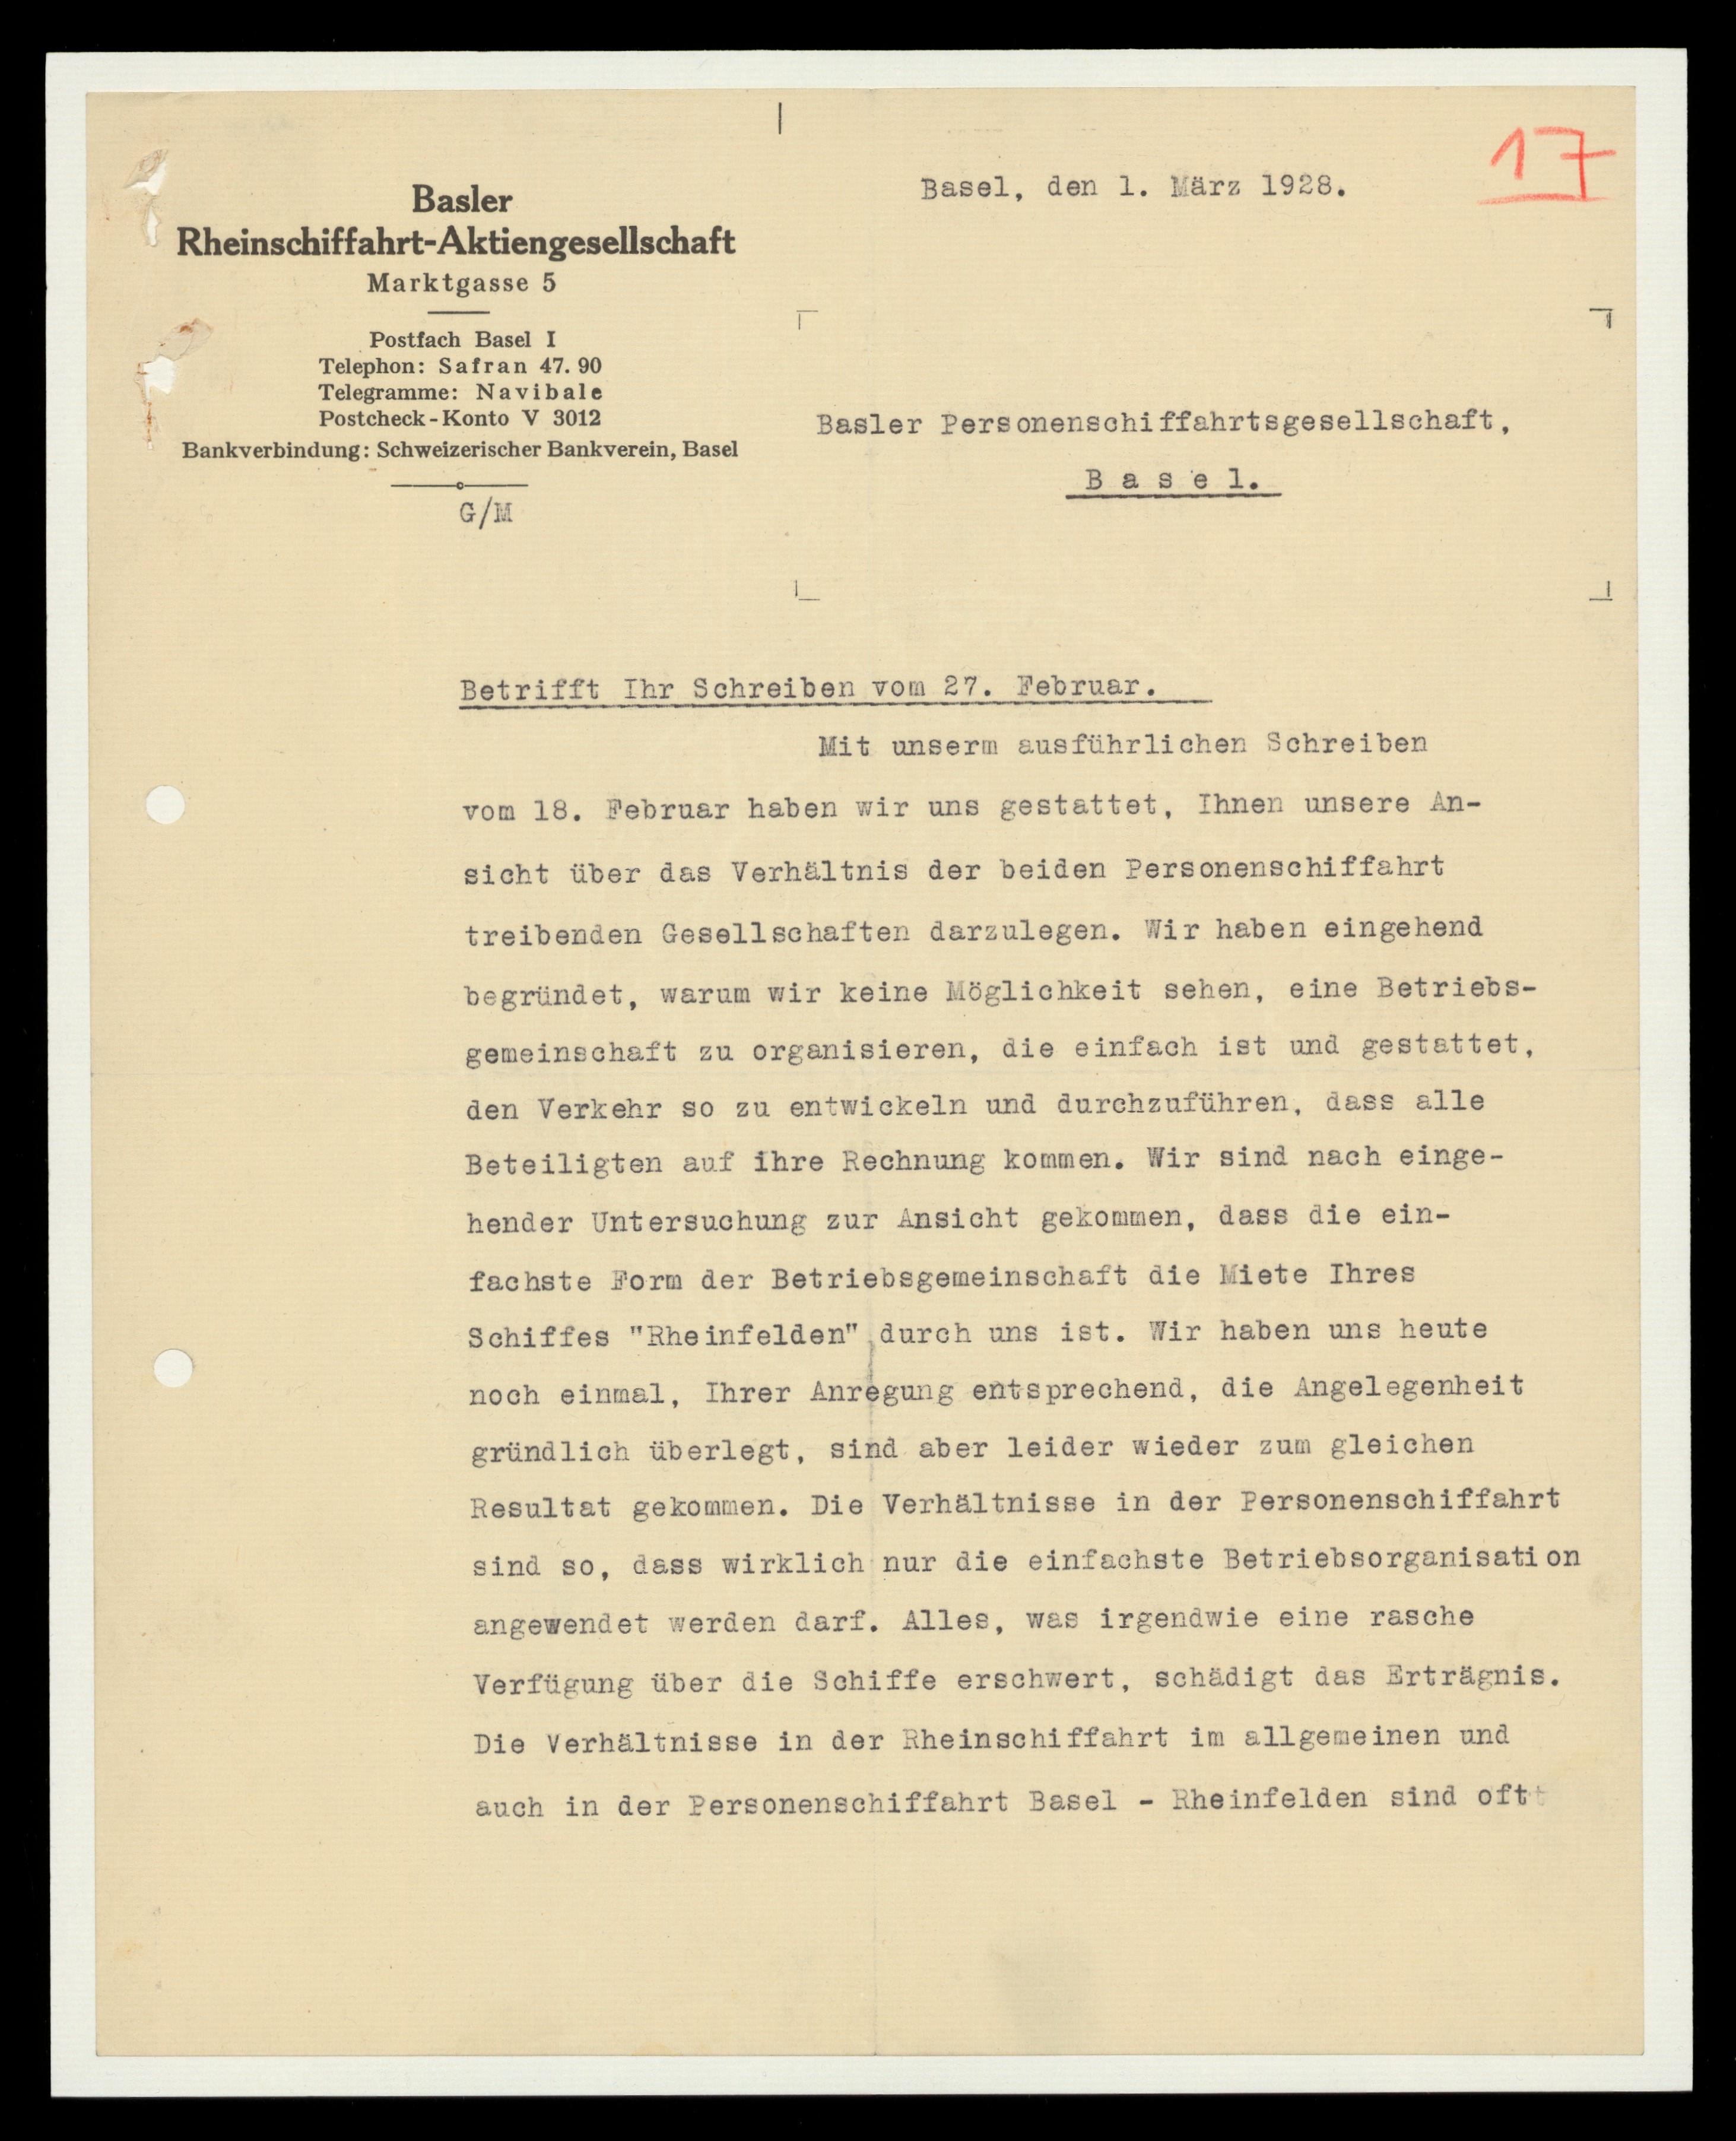 17
Basel, den 1. März 1928.
Basler
Rheinschiffahrt-Aktiengesellschaft
Marktgasse 5
Postfach Basel I
Telephon: Safran 47.90
Telegramme: Navibale
Postcheck-Konto V 3012
Bankverbindung: Schweizerischer Bankverein, Basel
G/M
Basler Personenschiffahrtsgesellschaft,
B a s e l.
Betrifft Ihr Schreiben vom 27. Februar.
Mit unserm ausführlichen Schreiben
vom 18. Februar haben wir uns gestattet, Ihnen unsere An-
sicht über das Verhältnis der beiden Personenschiffahrt
treibenden Gesellschaften darzulegen. Wir haben eingehend
begründet, warum wir keine Möglichkeit sehen, eine Betriebs-
gemeinschaft zu organisieren, die einfach ist und gestattet,
den Verkehr so zu entwickeln und durchzuführen, dass alle
Beteiligten auf ihre Rechnung kommen. Wir sind nach einge-
hender Untersuchung zur Ansicht gekommen, dass die ein-
fachste Form der Betriebsgemeinschaft die Miete Ihres
Schiffes "Rheinfelden" durch uns ist. Wir haben uns heute
noch einmal, Ihrer Anregung entsprechend, die Angelegenheit
gründlich überlegt, sind aber leider wieder zum gleichen
Resultat gekommen. Die Verhältnisse in der Personenschiffahrt
sind so, dass wirklich nur die einfachste Betriebsorganisation
angewendet werden darf. Alles, was irgendwie eine rasche
Verfügung über die Schiffe erschwert, schädigt das Erträgnis.
Die Verhältnisse in der Rheinschiffahrt im allgemeinen und
auch in der Personenschiffahrt Basel - Rheinfelden sind oft